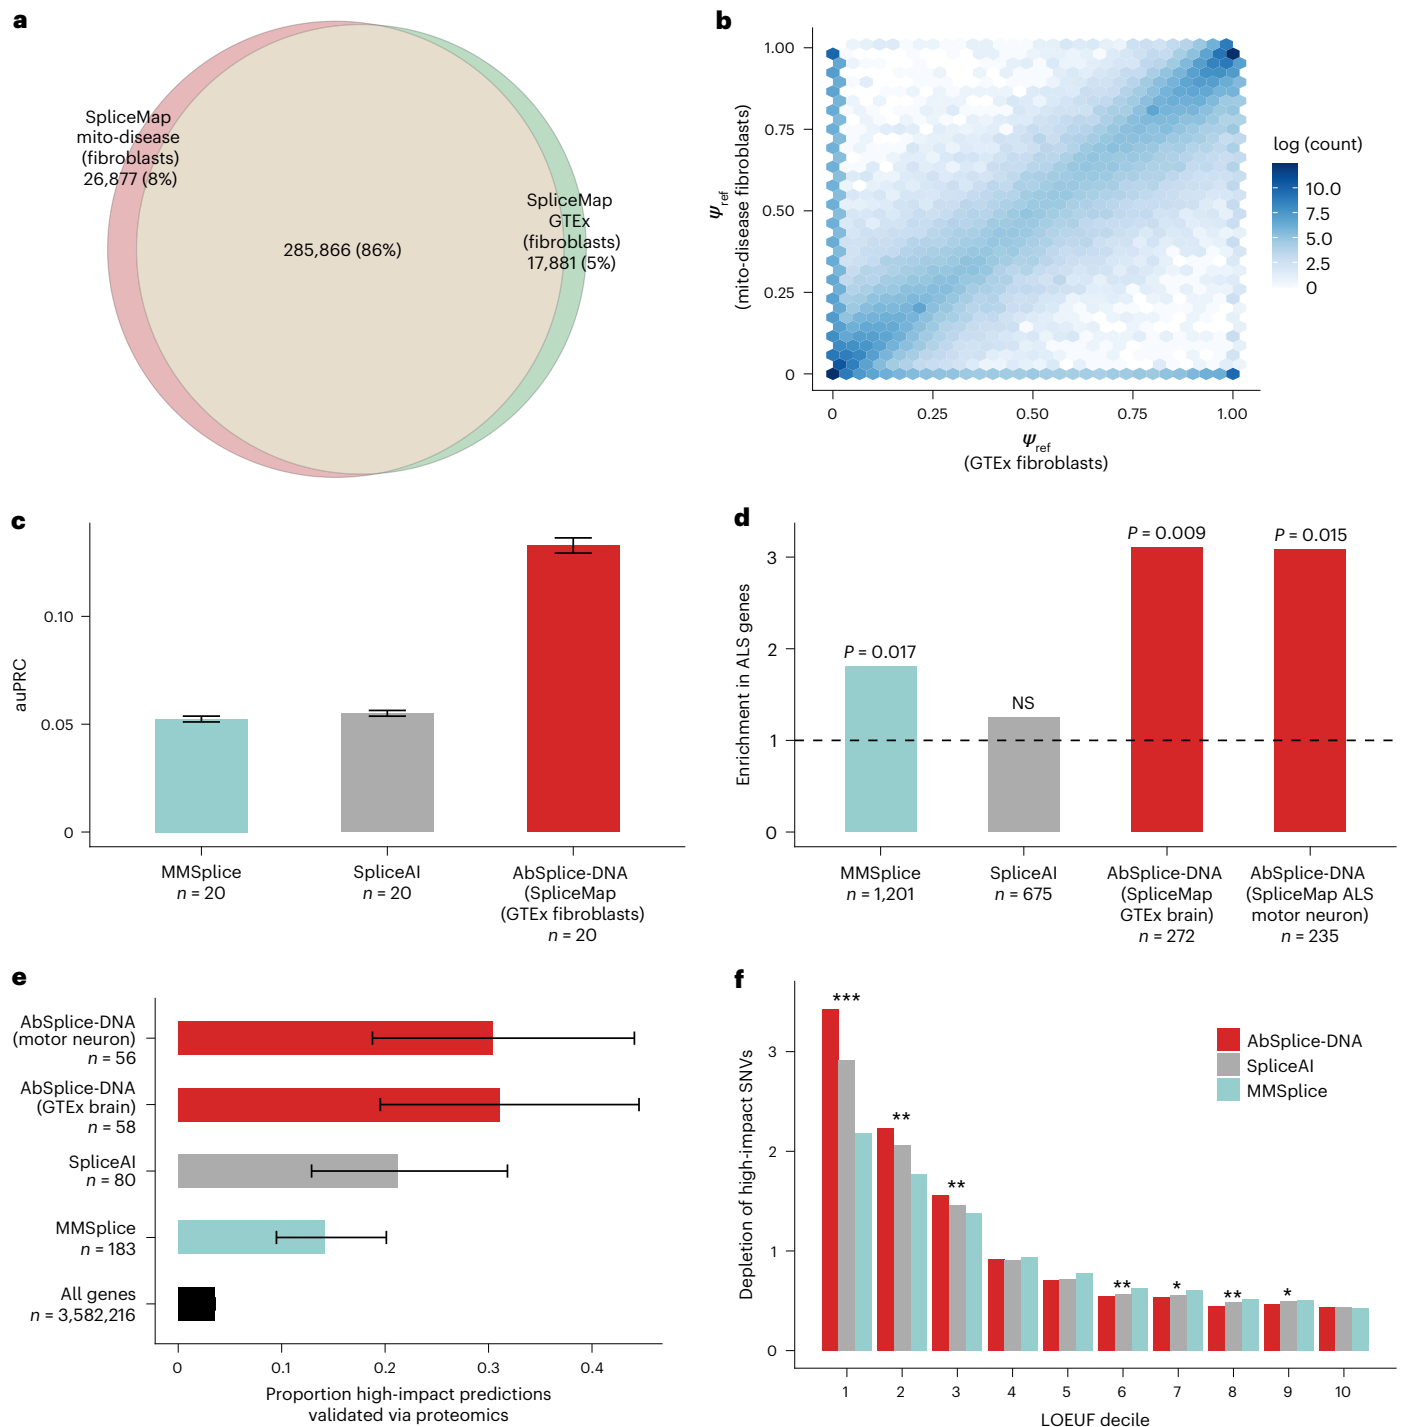 a
SpliceMap
mito-disease
(fibroblasts)
26,877 (8%)
285,866 (86%)
SpliceMap
GTEx
(fibroblasts)
17,881 (5%)
b
1.00
0.75
0.50
0.25
0
Ψref
(mito-disease fibroblasts)
0
0.25
0.50
0.75
1.00
Ψref
(GTEx fibroblasts)
log (count)
10.0
7.5
5.0
2.5
0
c
auPRC
0.10
0.05
0
MMSplice
n = 20
SpliceAI
n = 20
AbSplice-DNA
(SpliceMap
(GTEx fibroblasts)
n = 20
d
Enrichment in ALS genes
3
2
1
0
P = 0.017
NS
P = 0.009
P = 0.015
MMSplice
n = 1,201
SpliceAI
n = 675
AbSplice-DNA
(SpliceMap
GTEx brain)
n = 272
AbSplice-DNA
(SpliceMap ALS
motor neuron)
n = 235
e
AbSplice-DNA
(motor neuron)
n = 56
AbSplice-DNA
(GTEx brain)
n = 58
SpliceAI
n = 80
MMSplice
n = 183
All genes
n = 3,582,216
0
0.1
0.2
0.3
0.4
Proportion high-impact predictions
validated via proteomics
f
Depletion of high-impact SNVs
3
2
1
0
***
**
**
**
*
**
*
AbSplice-DNA
SpliceAI
MMSplice
1
2
3
4
5
6
7
8
9
10
LOEUF decile